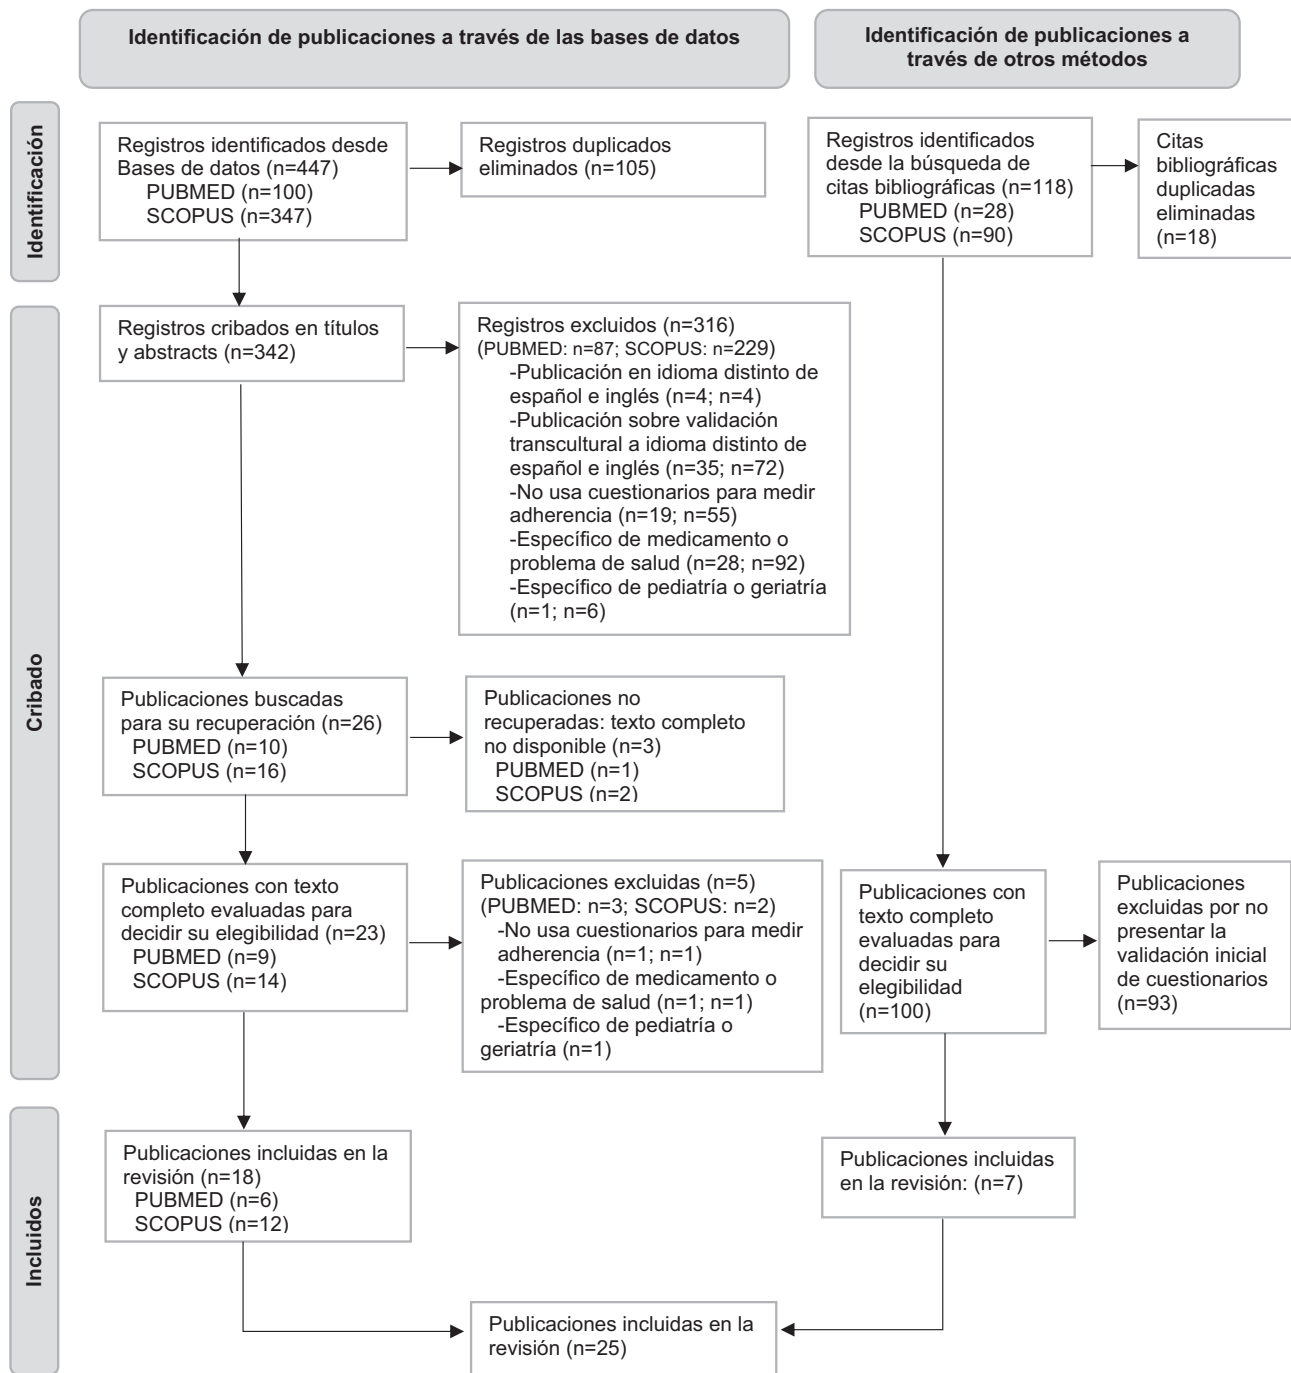 Identificación de publicaciones a través de las bases de datos
Identificación de publicaciones a
través de otros métodos
Identificación
Registros identificados desde
Bases de datos (n=447)
PUBMED (n=100)
SCOPUS (n=347)
Registros duplicados
eliminados (n=105)
Registros identificados
desde la búsqueda de
citas bibliográficas (n=118)
PUBMED (n=28)
SCOPUS (n=90)
Citas
bibliográficas
duplicadas
eliminadas
(n=18)
Cribado
Registros cribados en títulos
y abstracts (n=342)
Registros excluidos (n=316)
(PUBMED: n=87; SCOPUS: n=229)
-Publicación en idioma distinto de
español e inglés (n=4; n=4)
-Publicación sobre validación
transcultural a idioma distinto de
español e inglés (n=35; n=72)
-No usa cuestionarios para medir
adherencia (n=19; n=55)
-Específico de medicamento o
problema de salud (n=28; n=92)
-Específico de pediatría o geriatría
(n=1; n=6)
Publicaciones buscadas
para su recuperación (n=26)
PUBMED (n=10)
SCOPUS (n=16)
Publicaciones no
recuperadas: texto completo
no disponible (n=3)
PUBMED (n=1)
SCOPUS (n=2)
Publicaciones con texto
completo evaluadas para
decidir su elegibilidad (n=23)
PUBMED (n=9)
SCOPUS (n=14)
Publicaciones excluidas (n=5)
(PUBMED: n=3; SCOPUS: n=2)
-No usa cuestionarios para medir
adherencia (n=1; n=1)
-Específico de medicamento o
problema de salud (n=1; n=1)
-Específico de pediatría o
geriatría (n=1)
Publicaciones con
texto completo
evaluadas para
decidir su
elegibilidad
(n=100)
Publicaciones
excluidas por no
presentar la
validación inicial
de cuestionarios
(n=93)
Incluidos
Publicaciones incluidas en la
revisión (n=18)
PUBMED (n=6)
SCOPUS (n=12)
Publicaciones incluidas
en la revisión: (n=7)
Publicaciones incluidas en la
revisión (n=25)